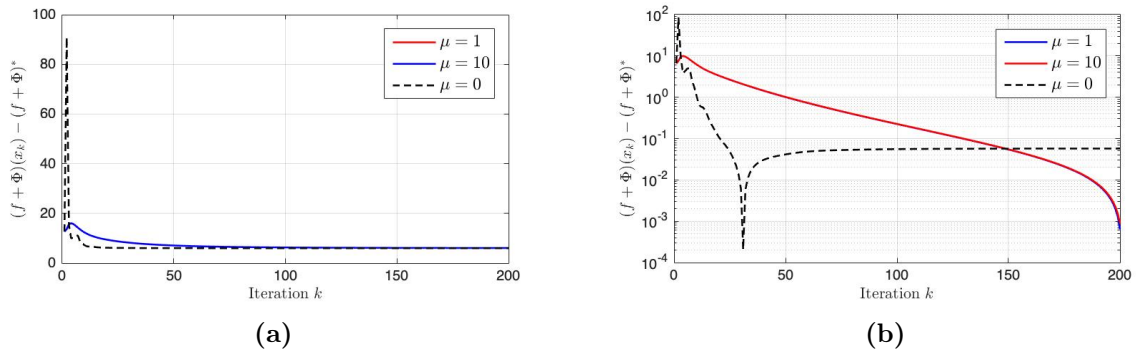 100
80
60
40
20
0
(f + Φ)(x_k) − (f + Φ)*
μ = 1
μ = 10
μ = 0
0 50 100 150 200
Iteration k
(a)
10^2
10^1
10^0
10^-1
10^-2
10^-3
10^-4
(f + Φ)(x_k) − (f + Φ)*
μ = 1
μ = 10
μ = 0
0 50 100 150 200
Iteration k
(b)